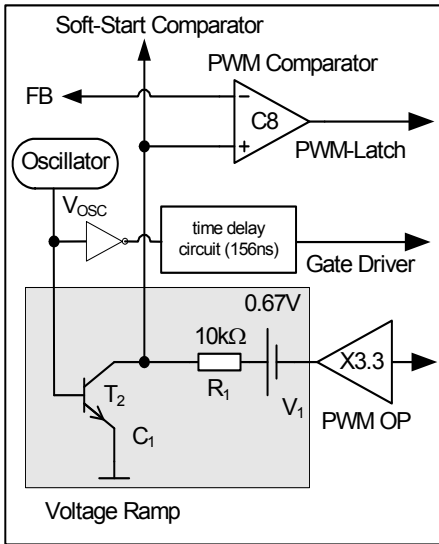 Soft-Start Comparator
PWM Comparator
FB
−
C8
+
PWM-Latch
Oscillator
V_OSC
time delay
circuit (156ns)
Gate Driver
0.67V
10kΩ
X3.3
T2
R1
V1
PWM OP
C1
Voltage Ramp